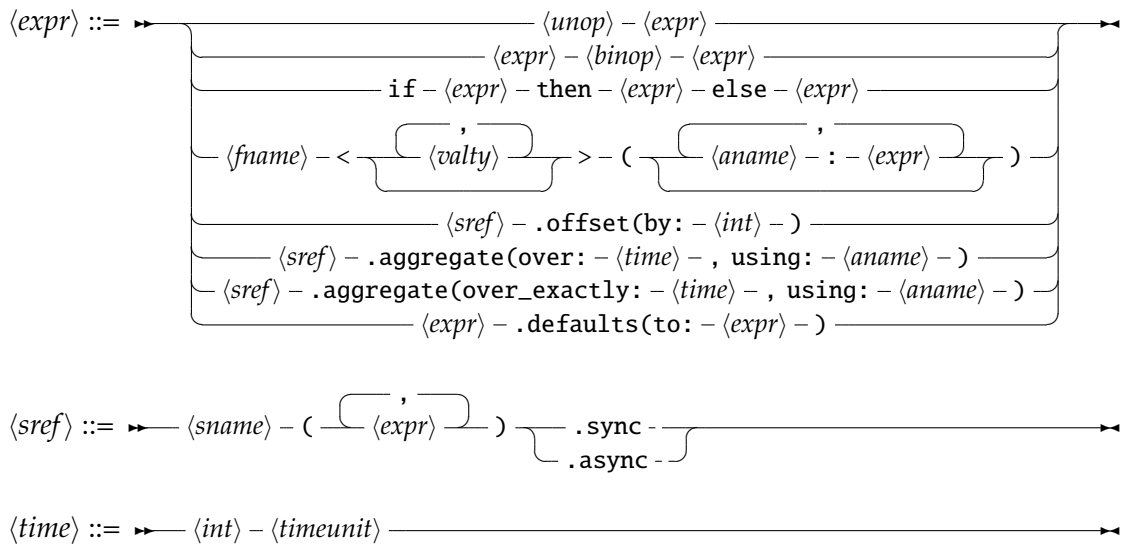 ⟨expr⟩ ::= ⟨unop⟩ – ⟨expr⟩
⟨expr⟩ – ⟨binop⟩ – ⟨expr⟩
if – ⟨expr⟩ – then – ⟨expr⟩ – else – ⟨expr⟩
, ,
⟨fname⟩ – < ⟨valty⟩ > – ( ⟨aname⟩ – : – ⟨expr⟩ )
⟨sref⟩ – .offset(by: – ⟨int⟩ – )
⟨sref⟩ – .aggregate(over: – ⟨time⟩ – , using: – ⟨aname⟩ – )
⟨sref⟩ – .aggregate(over_exactly: – ⟨time⟩ – , using: – ⟨aname⟩ – )
⟨expr⟩ – .defaults(to: – ⟨expr⟩ – )
,
⟨sref⟩ ::= ⟨sname⟩ – ( ⟨expr⟩ ) .sync -
.async -
⟨time⟩ ::= ⟨int⟩ – ⟨timeunit⟩